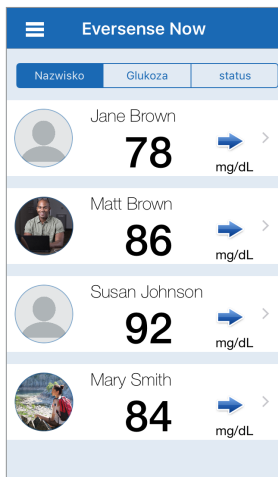 Eversense Now
Nazwisko Glukoza status
Jane Brown
78
mg/dL
Matt Brown
86
mg/dL
Susan Johnson
92
mg/dL
Mary Smith
84
mg/dL